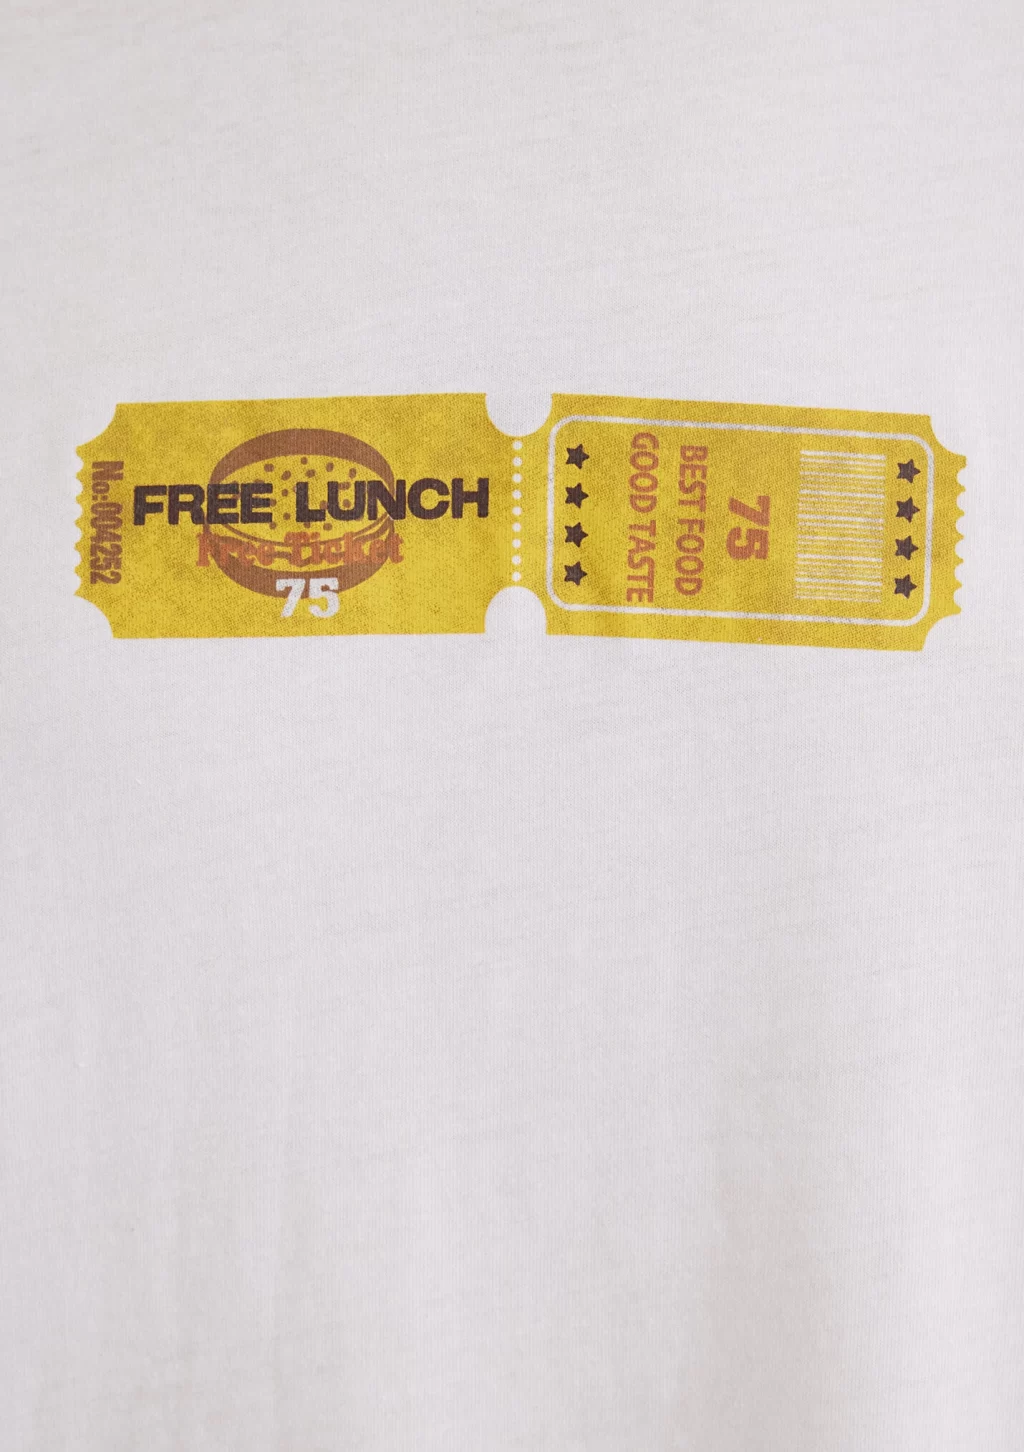 No:004252
FREE LUNCH
Free Ticket
75
GOOD TASTE
BEST FOOD
75